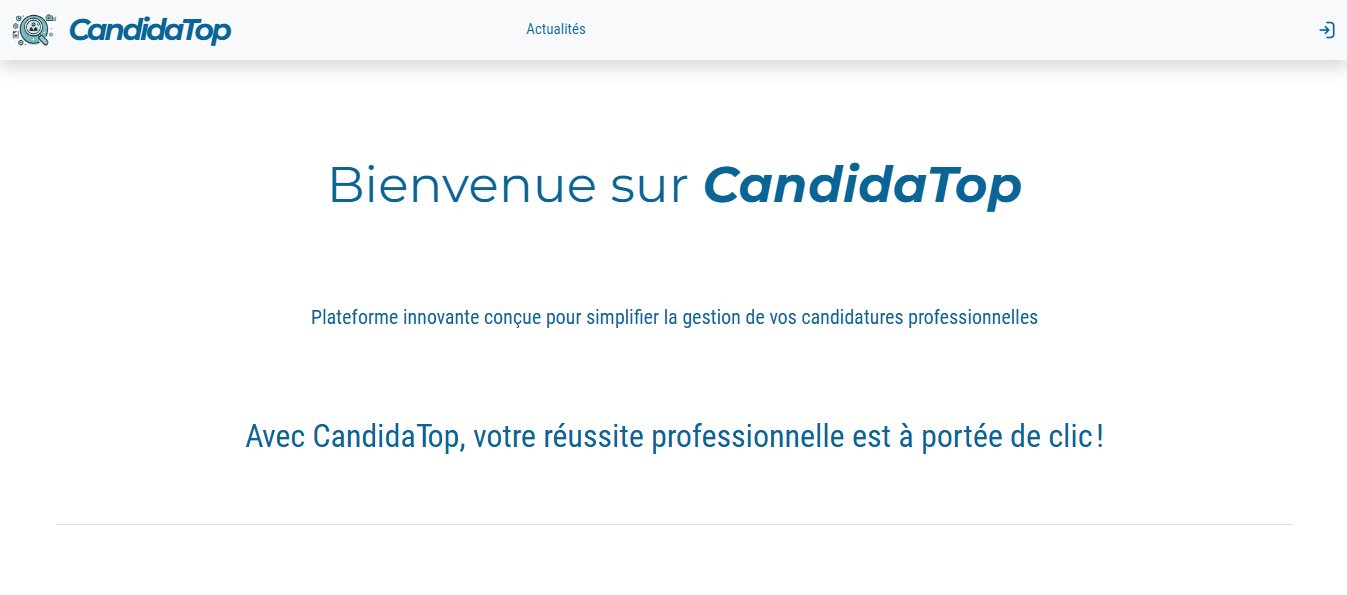 CandidaTop
Actualités
Bienvenue sur CandidaTop
Plateforme innovante conçue pour simplifier la gestion de vos candidatures professionnelles
Avec CandidaTop, votre réussite professionnelle est à portée de clic !